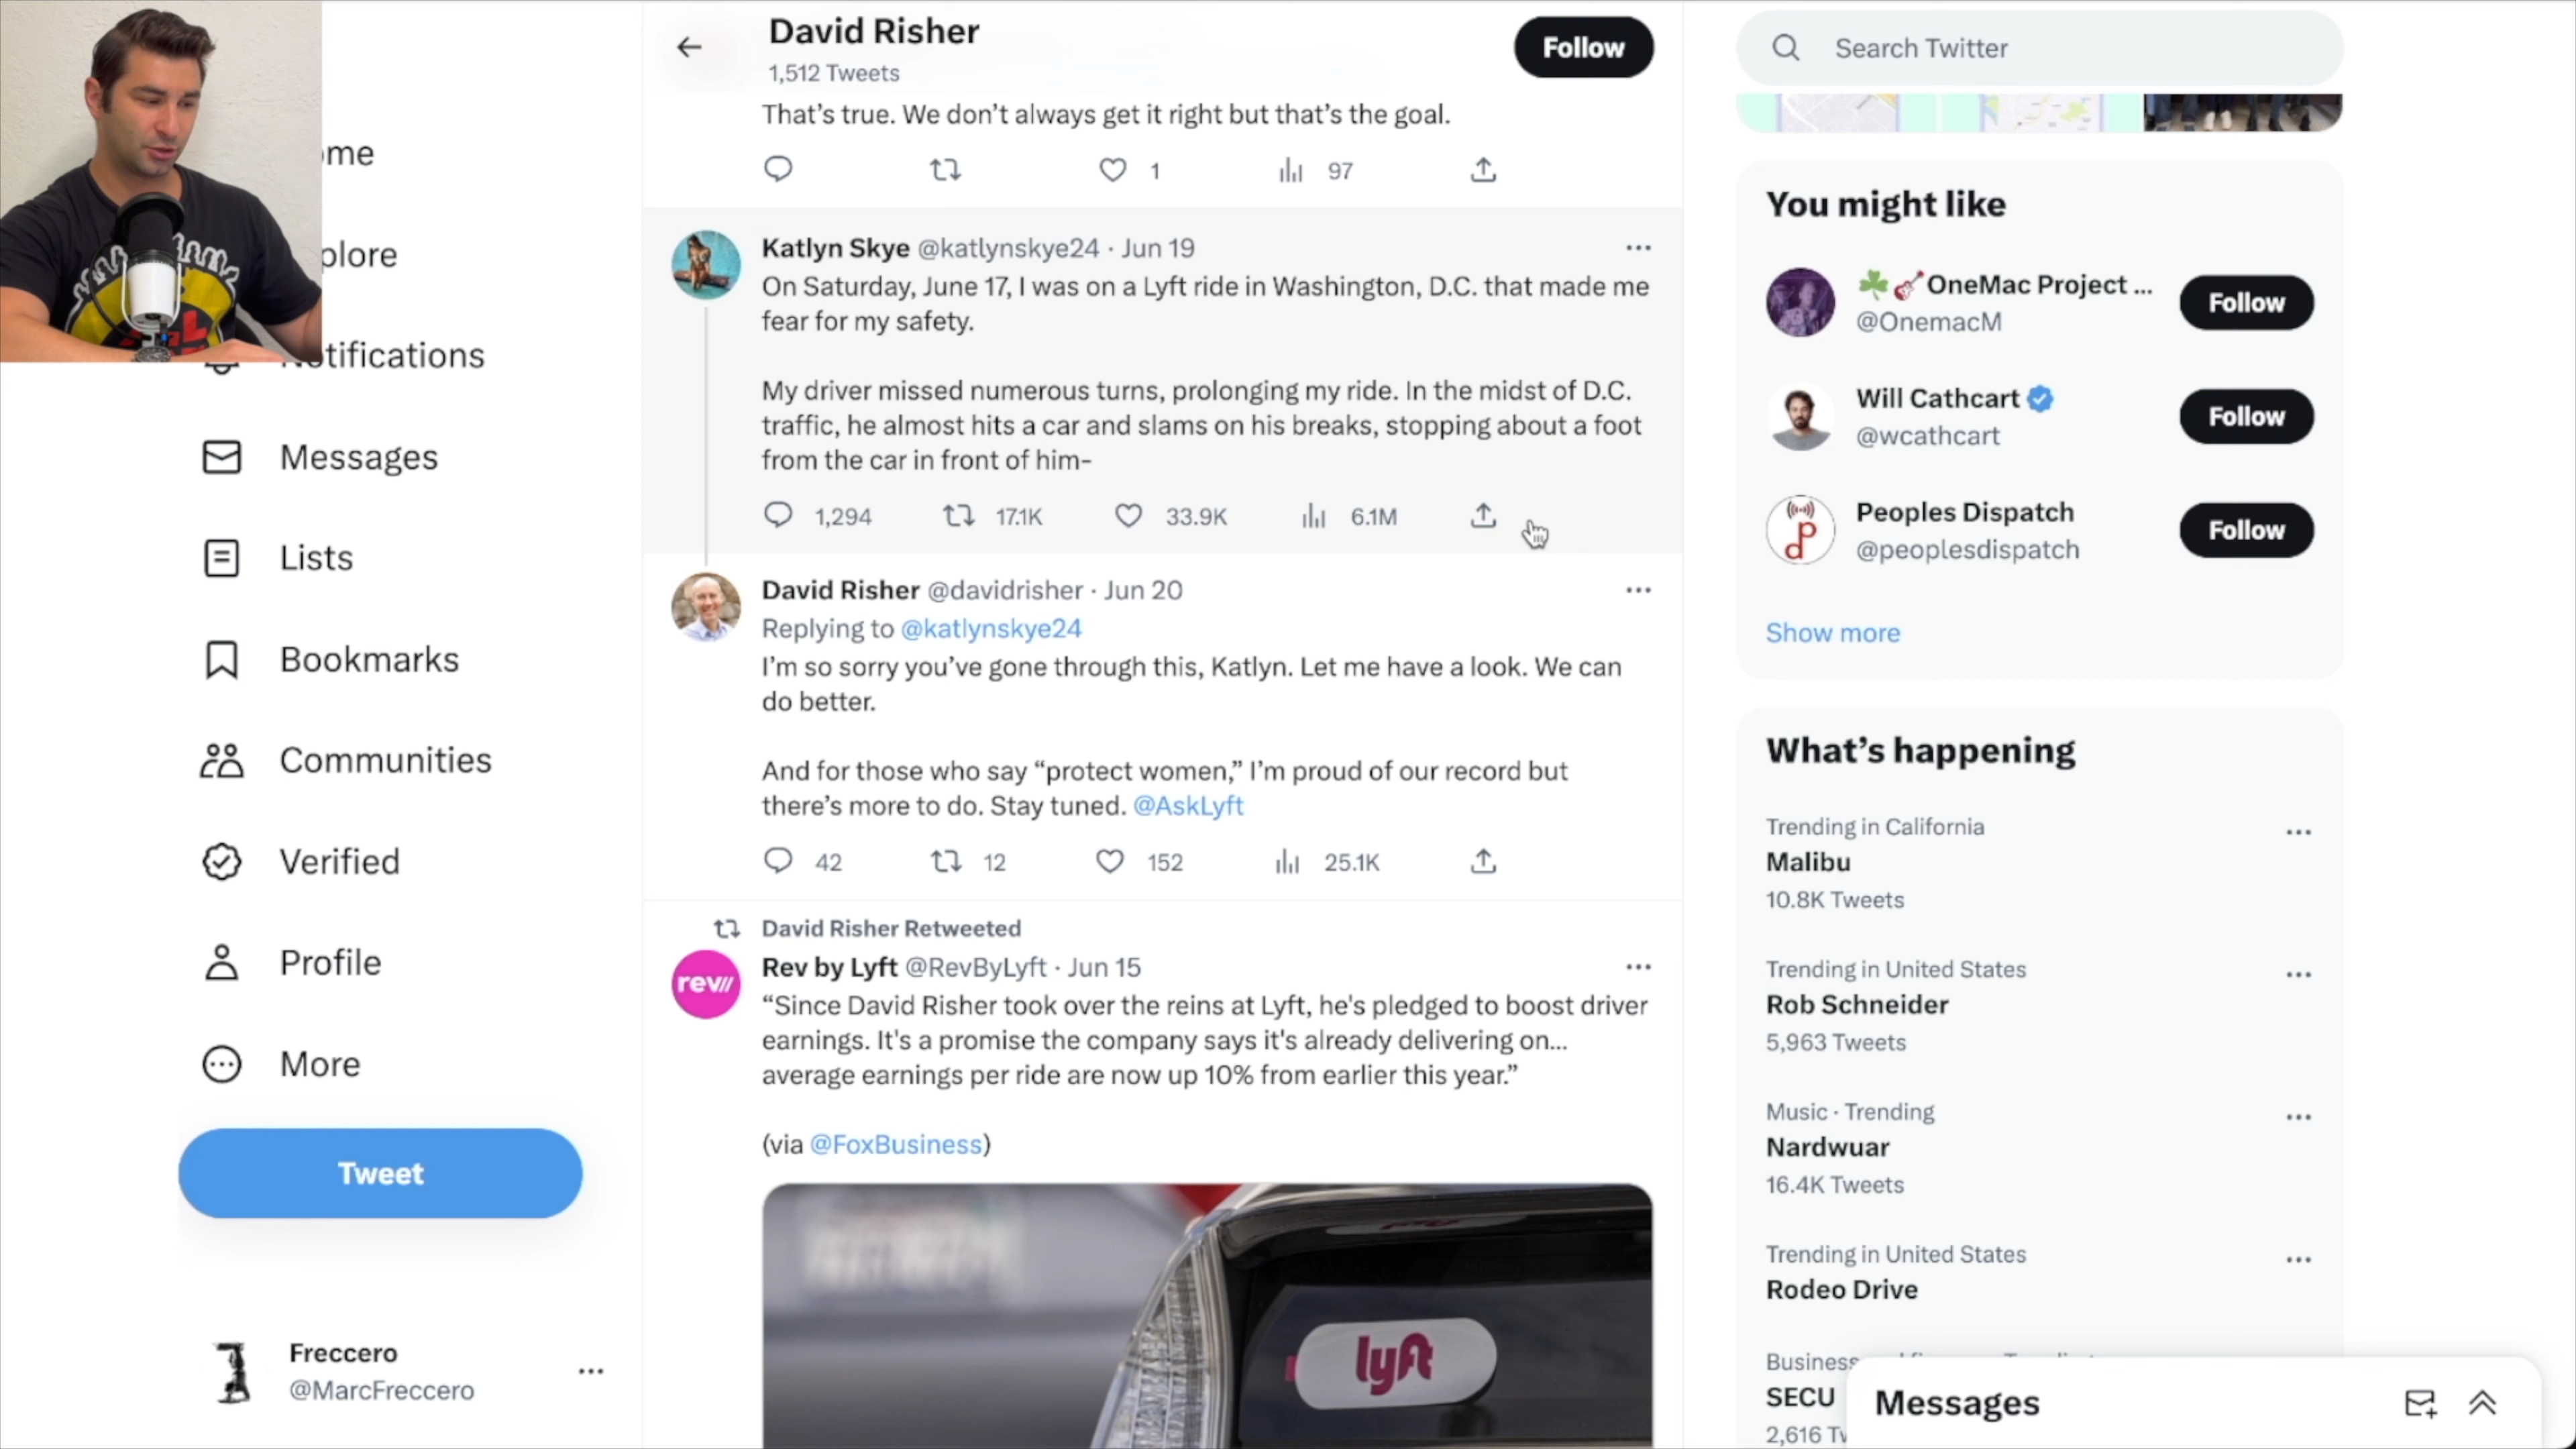 ome
plore
Notifications
Messages
Lists
Bookmarks
Communities
Verified
Profile
More
Tweet
Freccero
@MarcFreccero
David Risher
1,512 Tweets
Follow
That's true. We don't always get it right but that's the goal.
1 97
Katlyn Skye @katlynskye24 · Jun 19
On Saturday, June 17, I was on a Lyft ride in Washington, D.C. that made me
fear for my safety.
My driver missed numerous turns, prolonging my ride. In the midst of D.C.
traffic, he almost hits a car and slams on his breaks, stopping about a foot
from the car in front of him-
1,294 17.1K 33.9K 6.1M
David Risher @davidrisher · Jun 20
Replying to @katlynskye24
I'm so sorry you've gone through this, Katlyn. Let me have a look. We can
do better.
And for those who say “protect women,” I'm proud of our record but
there's more to do. Stay tuned. @AskLyft
42 12 152 25.1K
David Risher Retweeted
rev//
Rev by Lyft @RevByLyft · Jun 15
“Since David Risher took over the reins at Lyft, he's pledged to boost driver
earnings. It's a promise the company says it's already delivering on...
average earnings per ride are now up 10% from earlier this year.”
(via @FoxBusiness)
lyft
Search Twitter
You might like
OneMac Project ...
@OnemacM
Follow
Will Cathcart
@wcathcart
Follow
Peoples Dispatch
@peoplesdispatch
Follow
Show more
What's happening
Trending in California
Malibu
10.8K Tweets
Trending in United States
Rob Schneider
5,963 Tweets
Music · Trending
Nardwuar
16.4K Tweets
Trending in United States
Rodeo Drive
Business
SECU
2,616 Tw
Messages